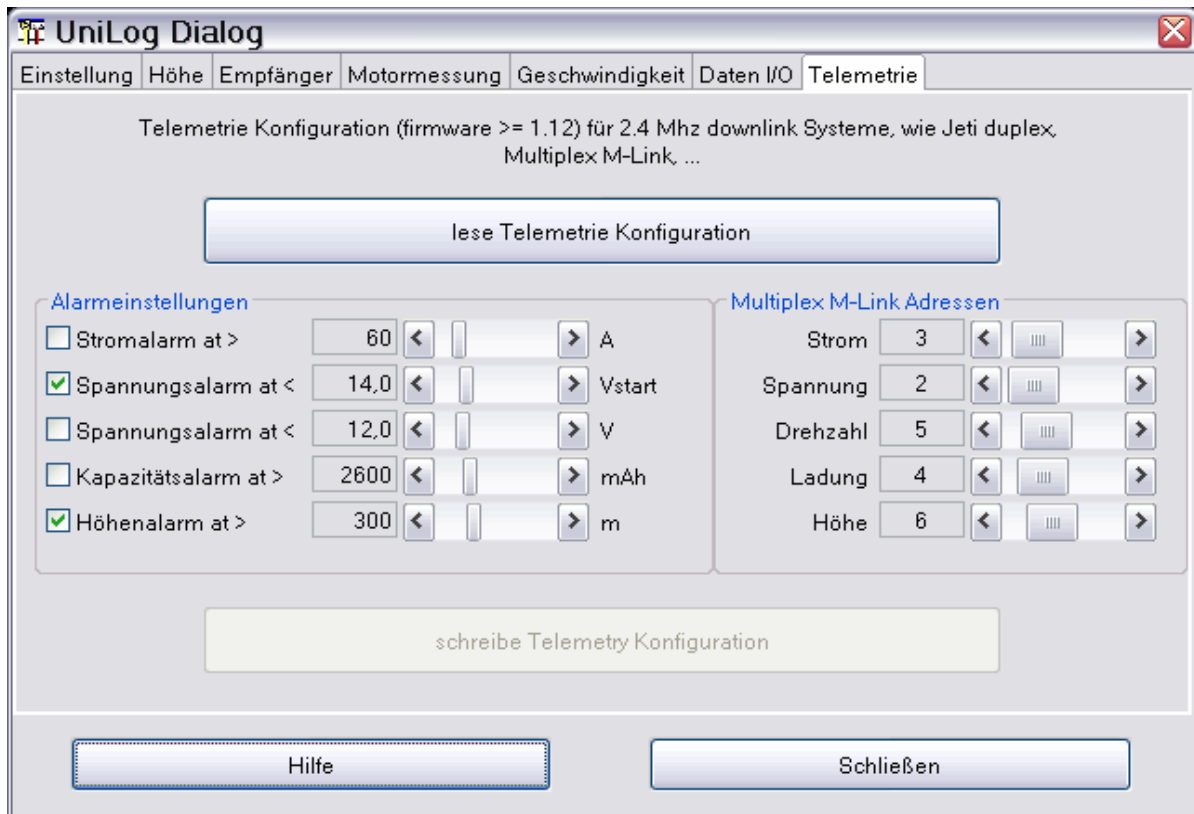 UniLog Dialog
Einstellung Höhe Empfänger Motormessung Geschwindigkeit Daten I/O Telemetrie
Telemetrie Konfiguration (firmware >= 1.12) für 2.4 Mhz downlink Systeme, wie Jeti duplex,
Multiplex M-Link, ...
lese Telemetrie Konfiguration
Alarmeinstellungen
Stromalarm at > 60 A
Spannungsalarm at < 14,0 Vstart
Spannungsalarm at < 12,0 V
Kapazitätsalarm at > 2600 mAh
Höhenalarm at > 300 m
Multiplex M-Link Adressen
Strom 3
Spannung 2
Drehzahl 5
Ladung 4
Höhe 6
schreibe Telemetry Konfiguration
Hilfe Schließen